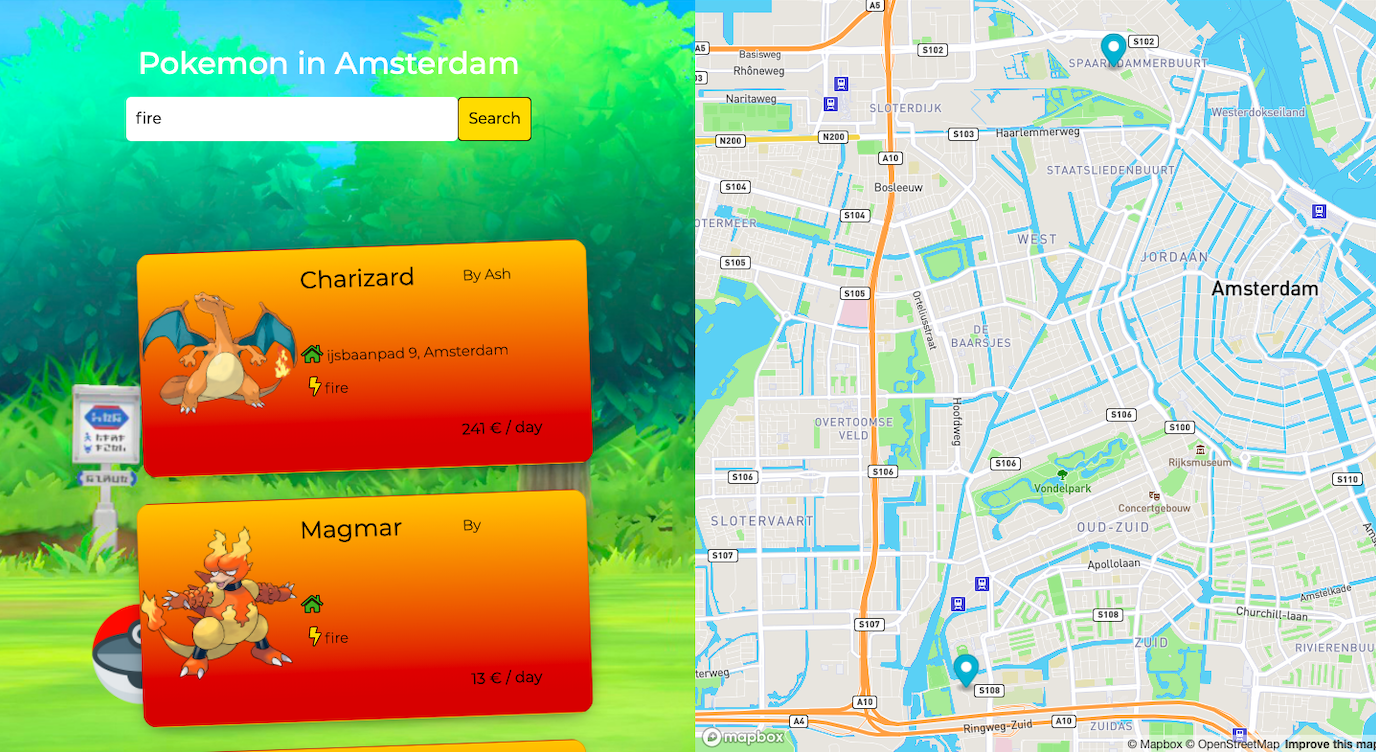 Pokemon in Amsterdam
fire
Search
Charizard
By Ash
ijsbaanpad 9, Amsterdam
fire
241 € / day
Magmar
By
fire
13 € / day
A5
A5
S102
S102
Basisweg
Rhôneweg
SPAARNDAMMERBUURT
Naritaweg
SLOTERDIJK
Westerdokseiland
N200
N200
S103
Haarlemmerweg
A10
STAATSLIEDENBUURT
S104
Bosleeuw
S104
OTERMEER
WEST
S105
JORDAAN
S105
Amsterdam
Orteliusstraat
DE
BAARSJES
Hoofdweg
S106
OVERTOOMSE
VELD
S100
S106
S106
S106
Rijksmuseum
Vondelpark
S110
Concertgebouw
SLOTERVAART
OUD-ZUID
S107
Apollolaan
Amstelkade
S108
Churchill-laan
S107
ZUID
RIVIERENBUU
S108
A10
A4
Ringweg-Zuid
A10
ZUIDAS
mapbox
© Mapbox © OpenStreetMap Improve this map